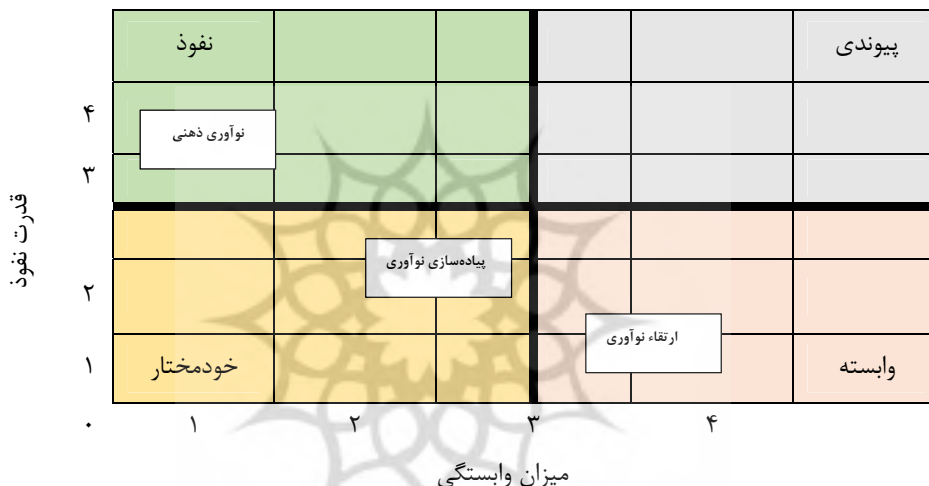 نفوذ
پیوندی
۴
نوآوری ذهنی
۳
قدرت نفوذ
پیاده‌سازی نوآوری
۲
ارتقاء نوآوری
۱
خودمختار
وابسته
۰
۱
۲
۳
۴
میزان وابستگی